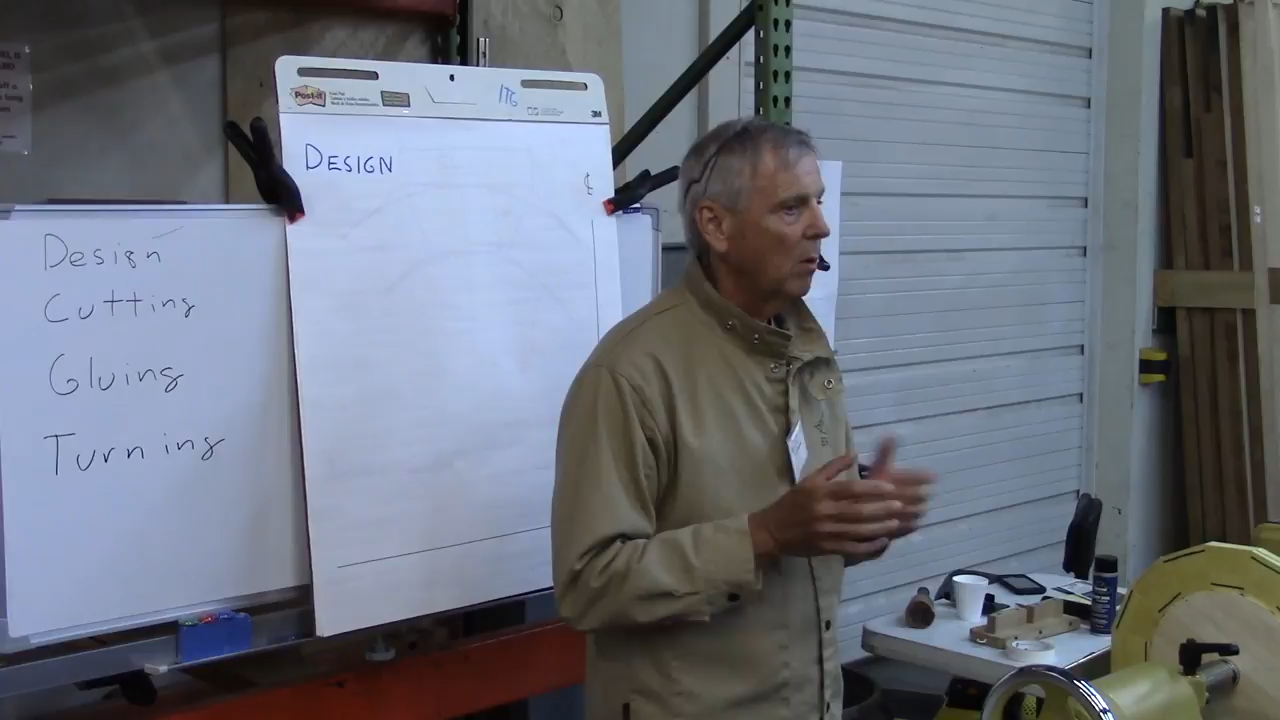 Post-it
ITG
3M
DESIGN
℄
Design
Cutting
Gluing
Turning